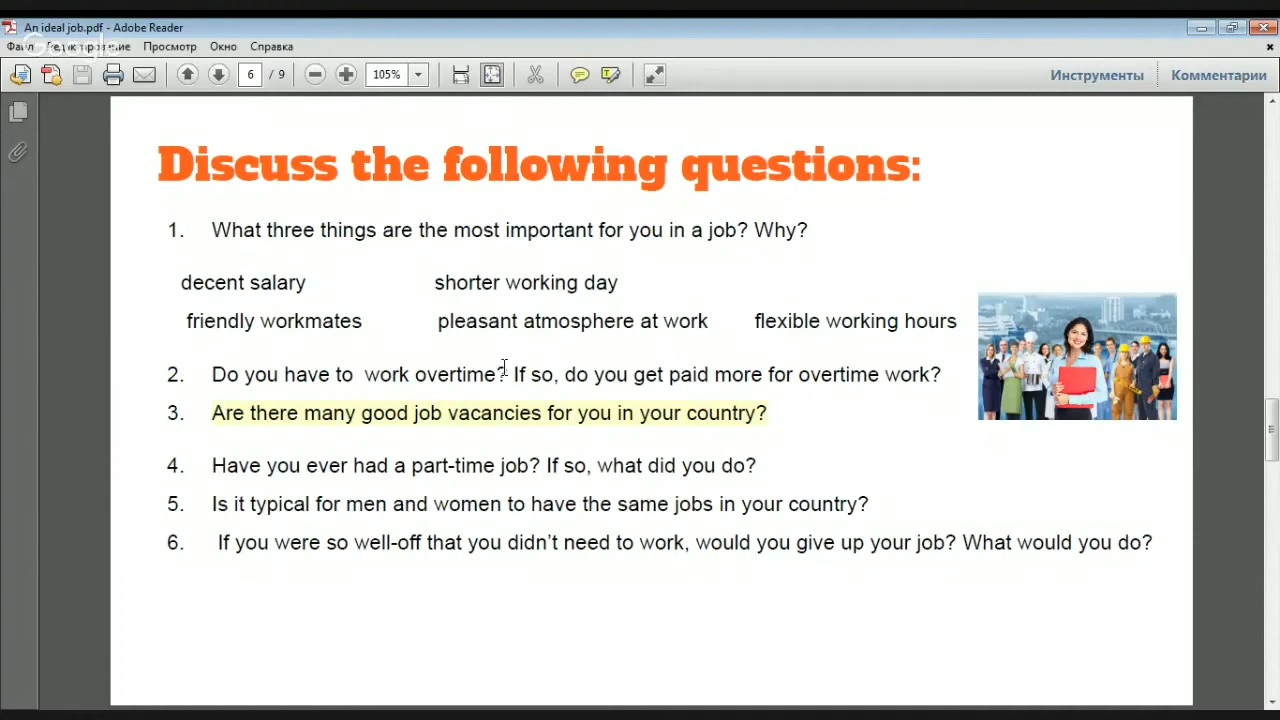 An ideal job.pdf - Adobe Reader
Файл Редактирование Просмотр Окно Справка
Google
6 / 9 105% Инструменты Комментарии
Discuss the following questions:
1. What three things are the most important for you in a job? Why?
decent salary shorter working day
friendly workmates pleasant atmosphere at work flexible working hours
2. Do you have to work overtime? If so, do you get paid more for overtime work?
3. Are there many good job vacancies for you in your country?
4. Have you ever had a part-time job? If so, what did you do?
5. Is it typical for men and women to have the same jobs in your country?
6. If you were so well-off that you didn't need to work, would you give up your job? What would you do?